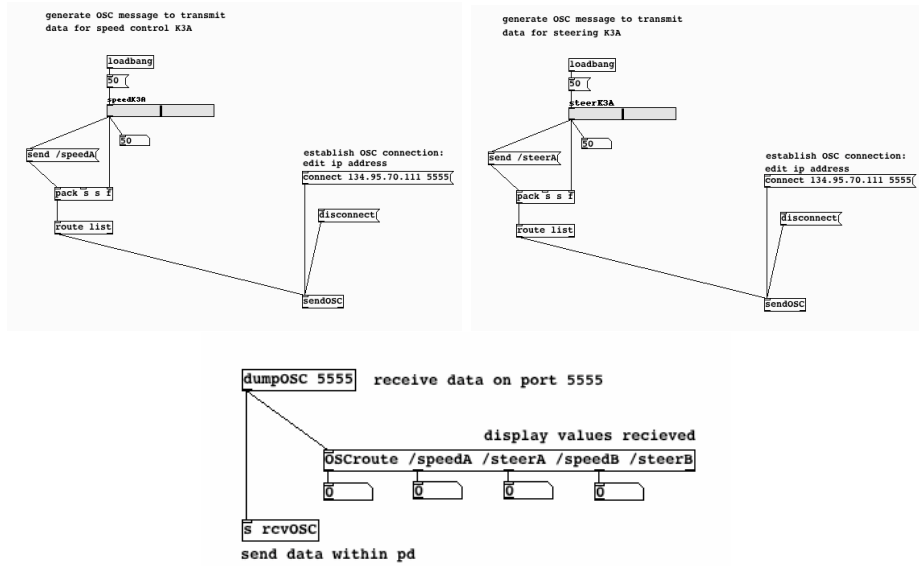 generate OSC message to transmit
data for speed control K3A
loadbang
50
speedK3A
50
send /speedA
establish OSC connection:
edit ip address
connect 134.95.70.111 5555
pack s s f
disconnect
route list
sendOSC
generate OSC message to transmit
data for steering K3A
loadbang
50
steerK3A
50
send /steerA
establish OSC connection:
edit ip address
connect 134.95.70.111 5555
pack s s f
disconnect
route list
sendOSC
dumpOSC 5555 receive data on port 5555
display values recieved
OSCroute /speedA /steerA /speedB /steerB
0 0 0 0
s rcvOSC
send data within pd